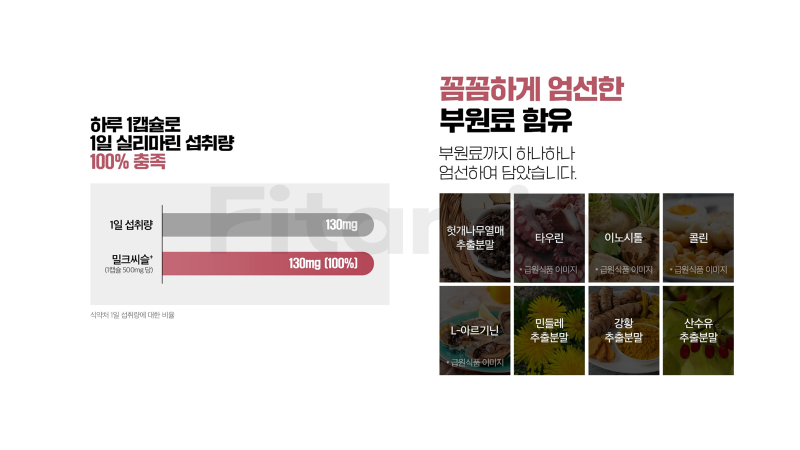 하루 1캡슐로
1일 실리마린 섭취량
100% 충족
1일 섭취량
130mg
밀크씨슬+
(1캡슐 500mg 당)
130mg (100%)
식약처 1일 섭취량에 대한 비율
꼼꼼하게 엄선한
부원료 함유
부원료까지 하나하나
엄선하여 담았습니다.
헛개나무열매
추출분말
타우린
* 급원식품 이미지
이노시톨
* 급원식품 이미지
콜린
* 급원식품 이미지
L-아르기닌
* 급원식품 이미지
민들레
추출분말
강황
추출분말
산수유
추출분말